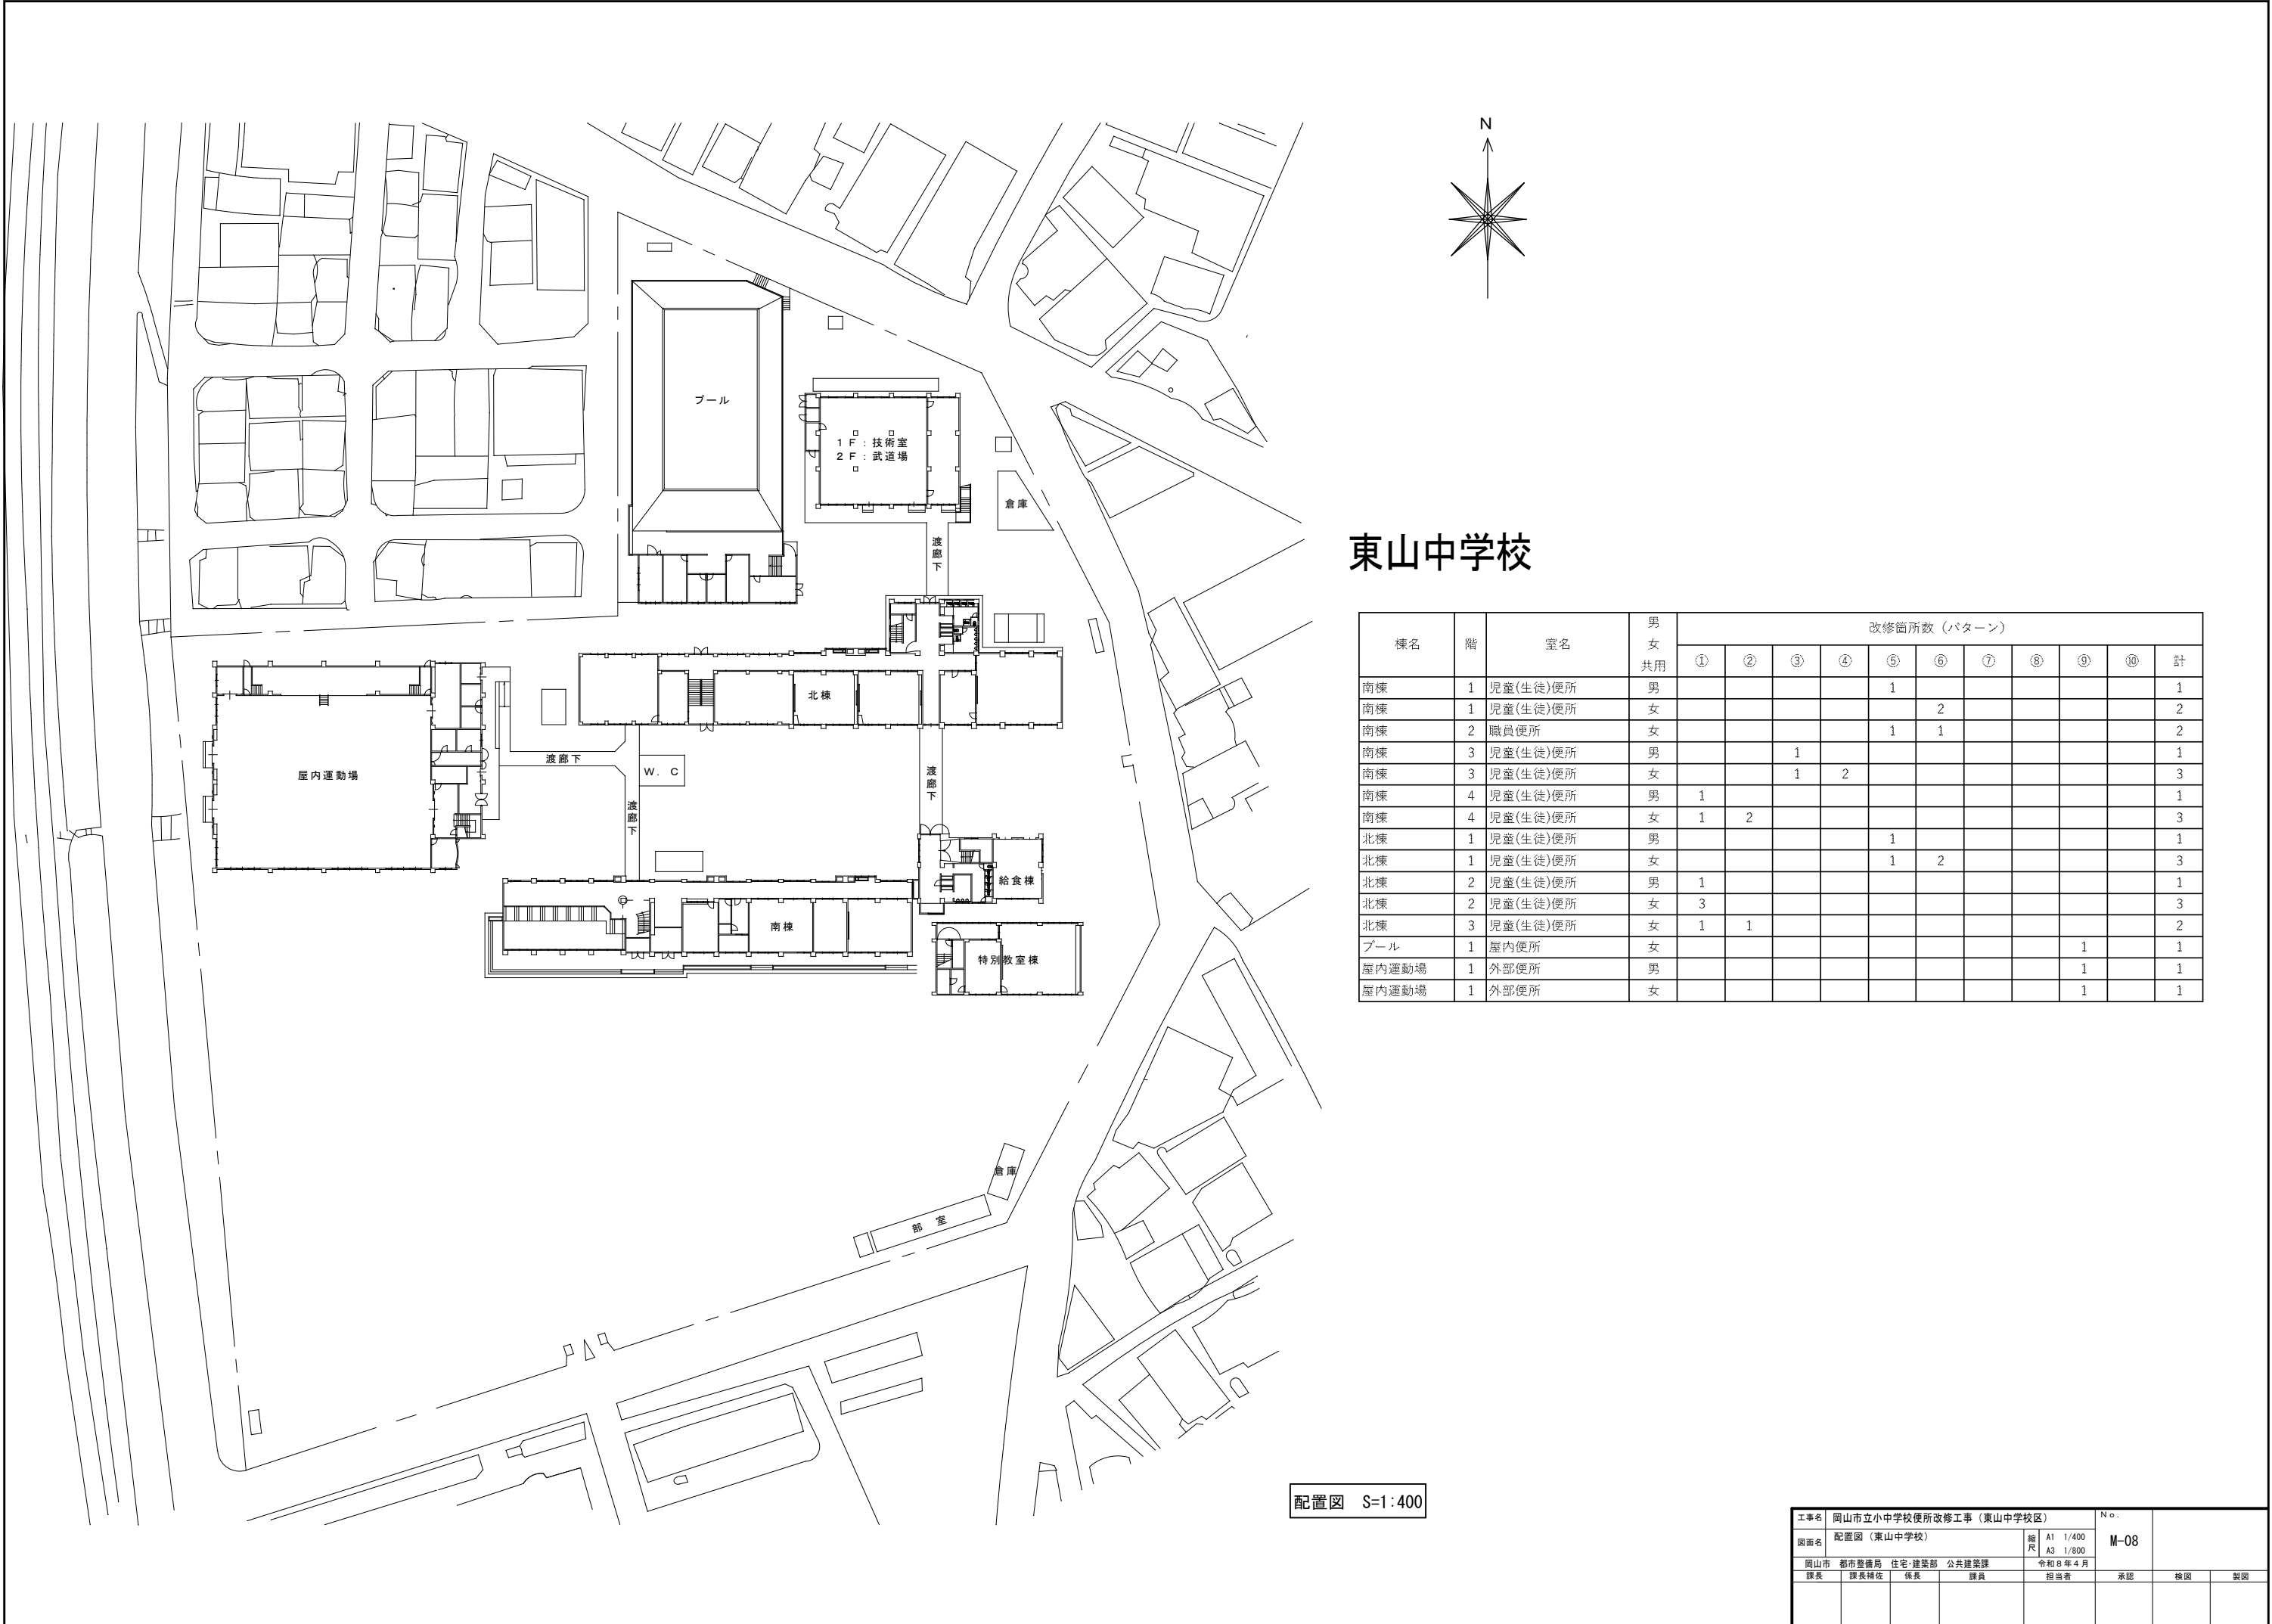 N
プール
1F:技術室
2F:武道場
倉庫
渡廊下
北棟
屋内運動場
渡廊下
W.C
渡廊下
渡廊下
給食棟
南棟
特別教室棟
倉庫
部室
東山中学校
棟名 階 室名 男女共用 改修箇所数(パターン)
① ② ③ ④ ⑤ ⑥ ⑦ ⑧ ⑨ ⑩ 計
南棟 1 児童(生徒)便所 男 1 1
南棟 1 児童(生徒)便所 女 2 2
南棟 2 職員便所 女 1 1 2
南棟 3 児童(生徒)便所 男 1 1
南棟 3 児童(生徒)便所 女 1 2 3
南棟 4 児童(生徒)便所 男 1 1
南棟 4 児童(生徒)便所 女 1 2 3
北棟 1 児童(生徒)便所 男 1 1
北棟 1 児童(生徒)便所 女 1 2 3
北棟 2 児童(生徒)便所 男 1 1
北棟 2 児童(生徒)便所 女 3 3
北棟 3 児童(生徒)便所 女 1 1 2
プール 1 屋内便所 女 1 1
屋内運動場 1 外部便所 男 1 1
屋内運動場 1 外部便所 女 1 1
配置図 S=1:400
工事名 岡山市立小中学校便所改修工事(東山中学校区) No.
図面名 配置図(東山中学校) 縮尺 A1 1/400 A3 1/800 M-08
岡山市 都市整備局 住宅・建築部 公共建築課 令和8年4月
課長 課長補佐 係長 課員 担当者 承認 検図 製図